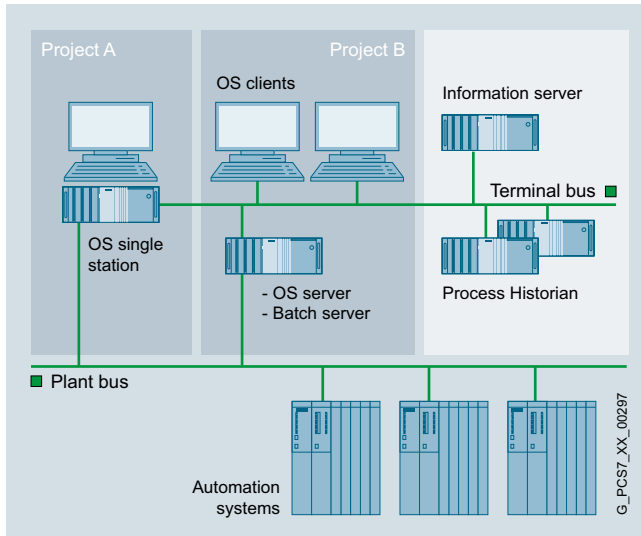 Project A
Project B
OS clients
Information server
Terminal bus
OS single
station
- OS server
- Batch server
Process Historian
Plant bus
Automation
systems
G_PCS7_XX_00297